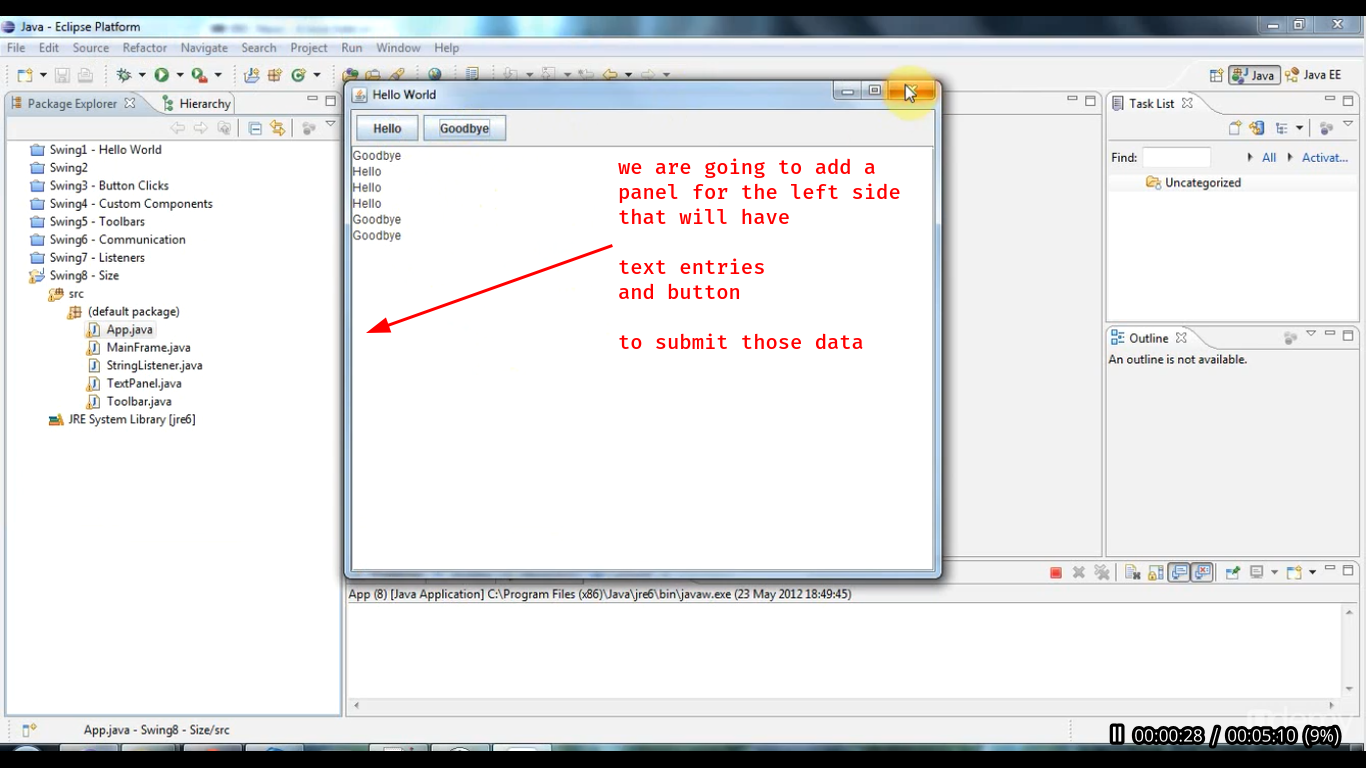 Java - Eclipse Platform
File Edit Source Refactor Navigate Search Project Run Window Help
Java Java EE
Package Explorer Hierarchy
Swing1 - Hello World
Swing2
Swing3 - Button Clicks
Swing4 - Custom Components
Swing5 - Toolbars
Swing6 - Communication
Swing7 - Listeners
Swing8 - Size
src
(default package)
App.java
MainFrame.java
StringListener.java
TextPanel.java
Toolbar.java
JRE System Library [jre6]
Hello World
Hello Goodbye
Goodbye
Hello
Hello
Hello
Goodbye
Goodbye
we are going to add a
panel for the left side
that will have
text entries
and button
to submit those data
Task List
Find: All Activat...
Uncategorized
Outline
An outline is not available.
App (8) [Java Application] C:\Program Files (x86)\Java\jre6\bin\javaw.exe (23 May 2012 18:49:45)
App.java - Swing8 - Size/src
00:00:28 / 00:05:10 (9%)